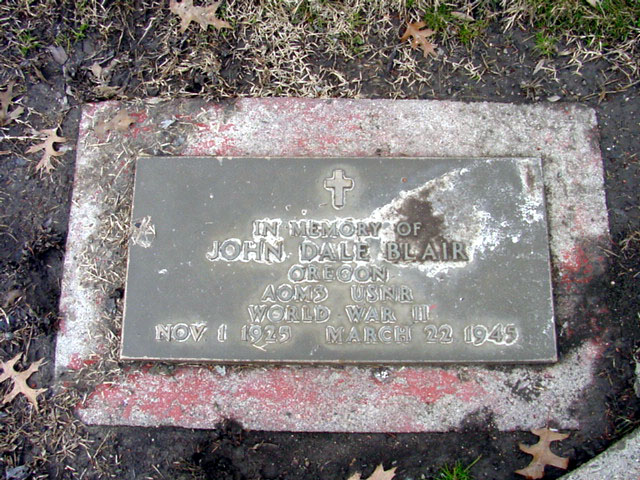 IN MEMORY OF
JOHN DALE BLAIR
OREGON
AOM3 USNR
WORLD WAR II
NOV 1 1925 MARCH 22 1945